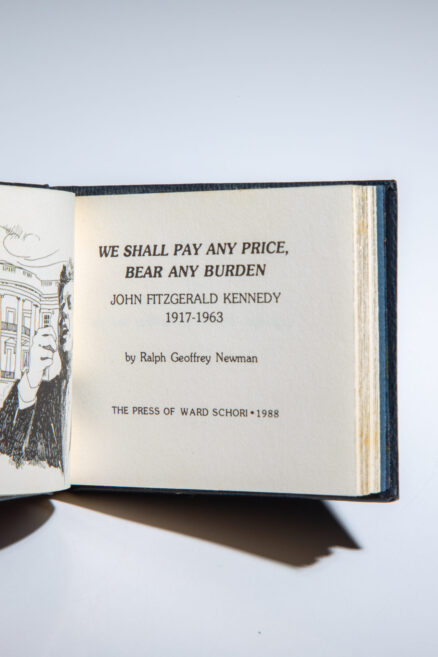 WE SHALL PAY ANY PRICE,
BEAR ANY BURDEN
JOHN FITZGERALD KENNEDY
1917-1963
by Ralph Geoffrey Newman
THE PRESS OF WARD SCHORI • 1988